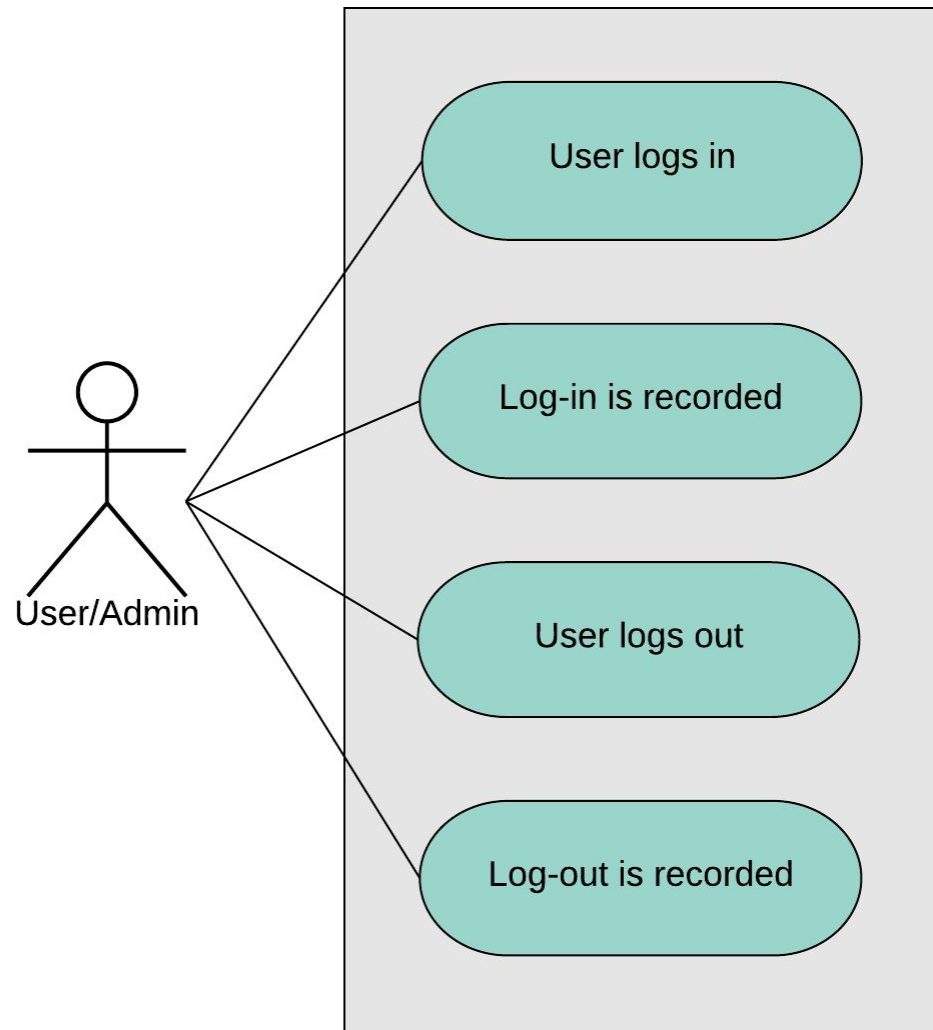 User logs in
Log-in is recorded
User/Admin
User logs out
Log-out is recorded